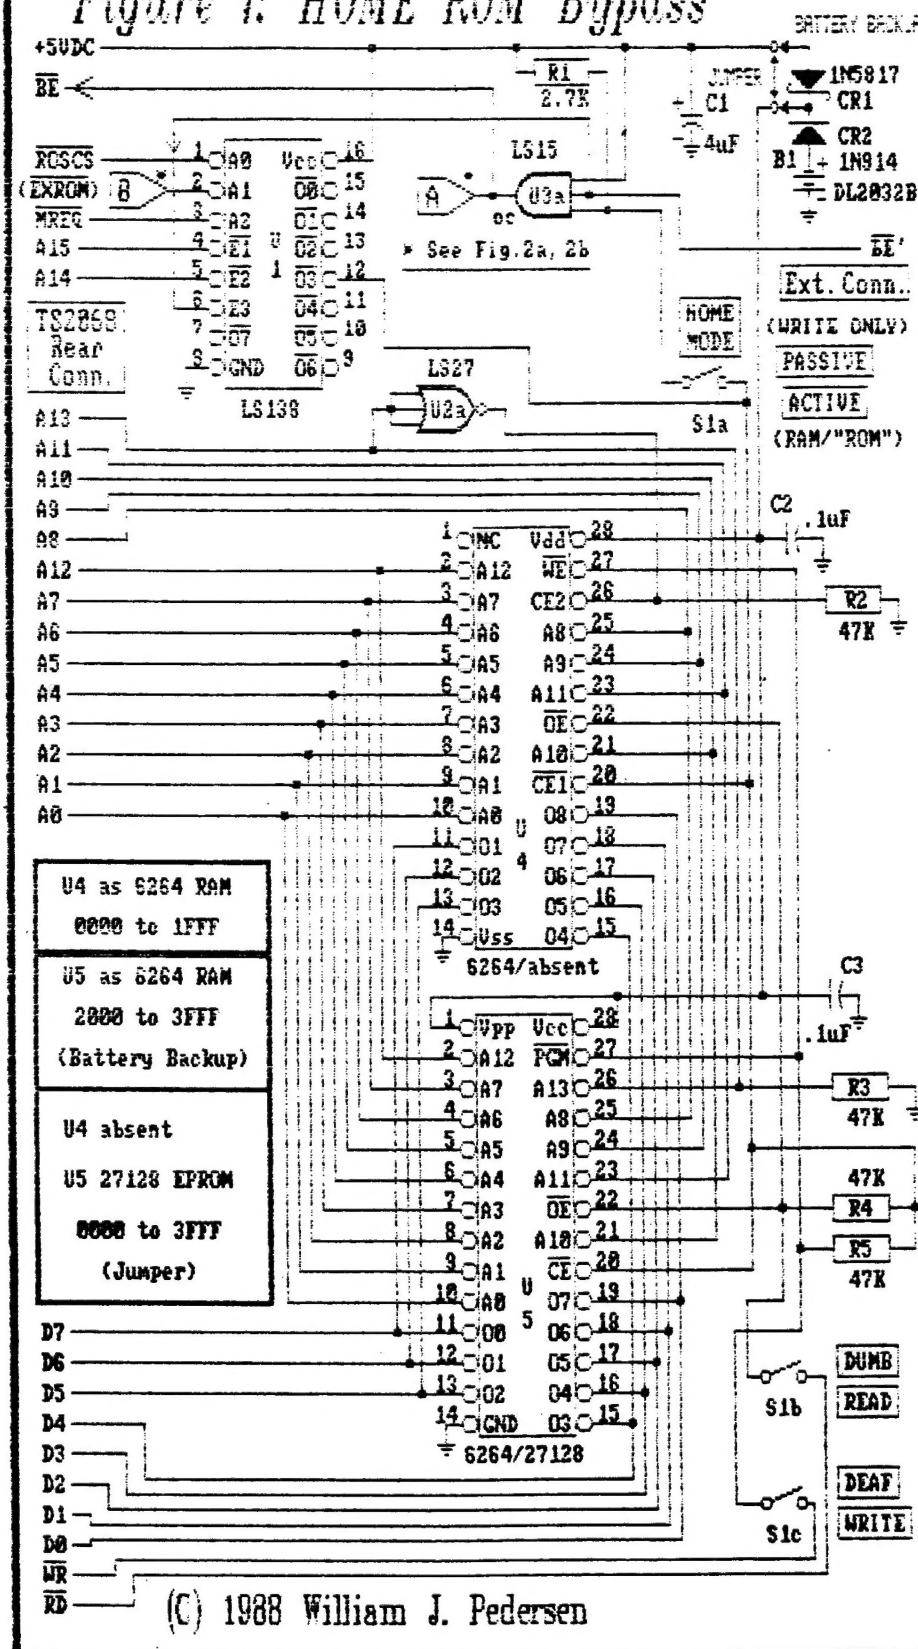 Figure 1. HOME ROM Bypass
BATTERY BACKUP
+5VDC
BE
R1
2.7K
JUMPER
C1
4uF
1N5817
CR1
CR2
1N914
B1
+
DL2032B
ROSCS
(EXROM)
B
*
MREQ
A15
A14
1 A0 Vcc 16
2 A1 O0 15
3 A2 O1 14
4 E1 O2 13
5 E2 O3 12
6 E3 O4 11
7 O7 O5 10
8 GND O6 9
U
1
LS138
LS15
A
*
U3a
OC
* See Fig.2a, 2b
BE'
Ext. Conn.
(WRITE ONLY)
PASSIVE
ACTIVE
(RAM/"ROM")
HOME
MODE
S1a
TS2068
Rear
Conn.
LS27
U2a
A13
A11
A10
A9
A8
A12
A7
A6
A5
A4
A3
A2
A1
A0
1 NC Vdd 28
2 A12 WE 27
3 A7 CE2 26
4 A6 A8 25
5 A5 A9 24
6 A4 A11 23
7 A3 OE 22
8 A2 A10 21
9 A1 CE1 20
10 A0 O8 19
11 O1 O7 18
12 O2 O6 17
13 O3 O5 16
14 Vss O4 15
U
4
6264/absent
C2
.1uF
R2
47K
U4 as 6264 RAM
0000 to 1FFF
U5 as 6264 RAM
2000 to 3FFF
(Battery Backup)
U4 absent
U5 27128 EPROM
0000 to 3FFF
(Jumper)
1 Vpp Vcc 28
2 A12 PGM 27
3 A7 A13 26
4 A6 A8 25
5 A5 A9 24
6 A4 A11 23
7 A3 OE 22
8 A2 A10 21
9 A1 CE 20
10 A0 O7 19
11 O0 O6 18
12 O1 O5 17
13 O2 O4 16
14 GND O3 15
U
5
6264/27128
C3
.1uF
R3
47K
47K
R4
R5
47K
D7
D6
D5
D4
D3
D2
D1
D0
WR
RD
S1b
DUMB
READ
S1c
DEAF
WRITE
(C) 1988 William J. Pedersen